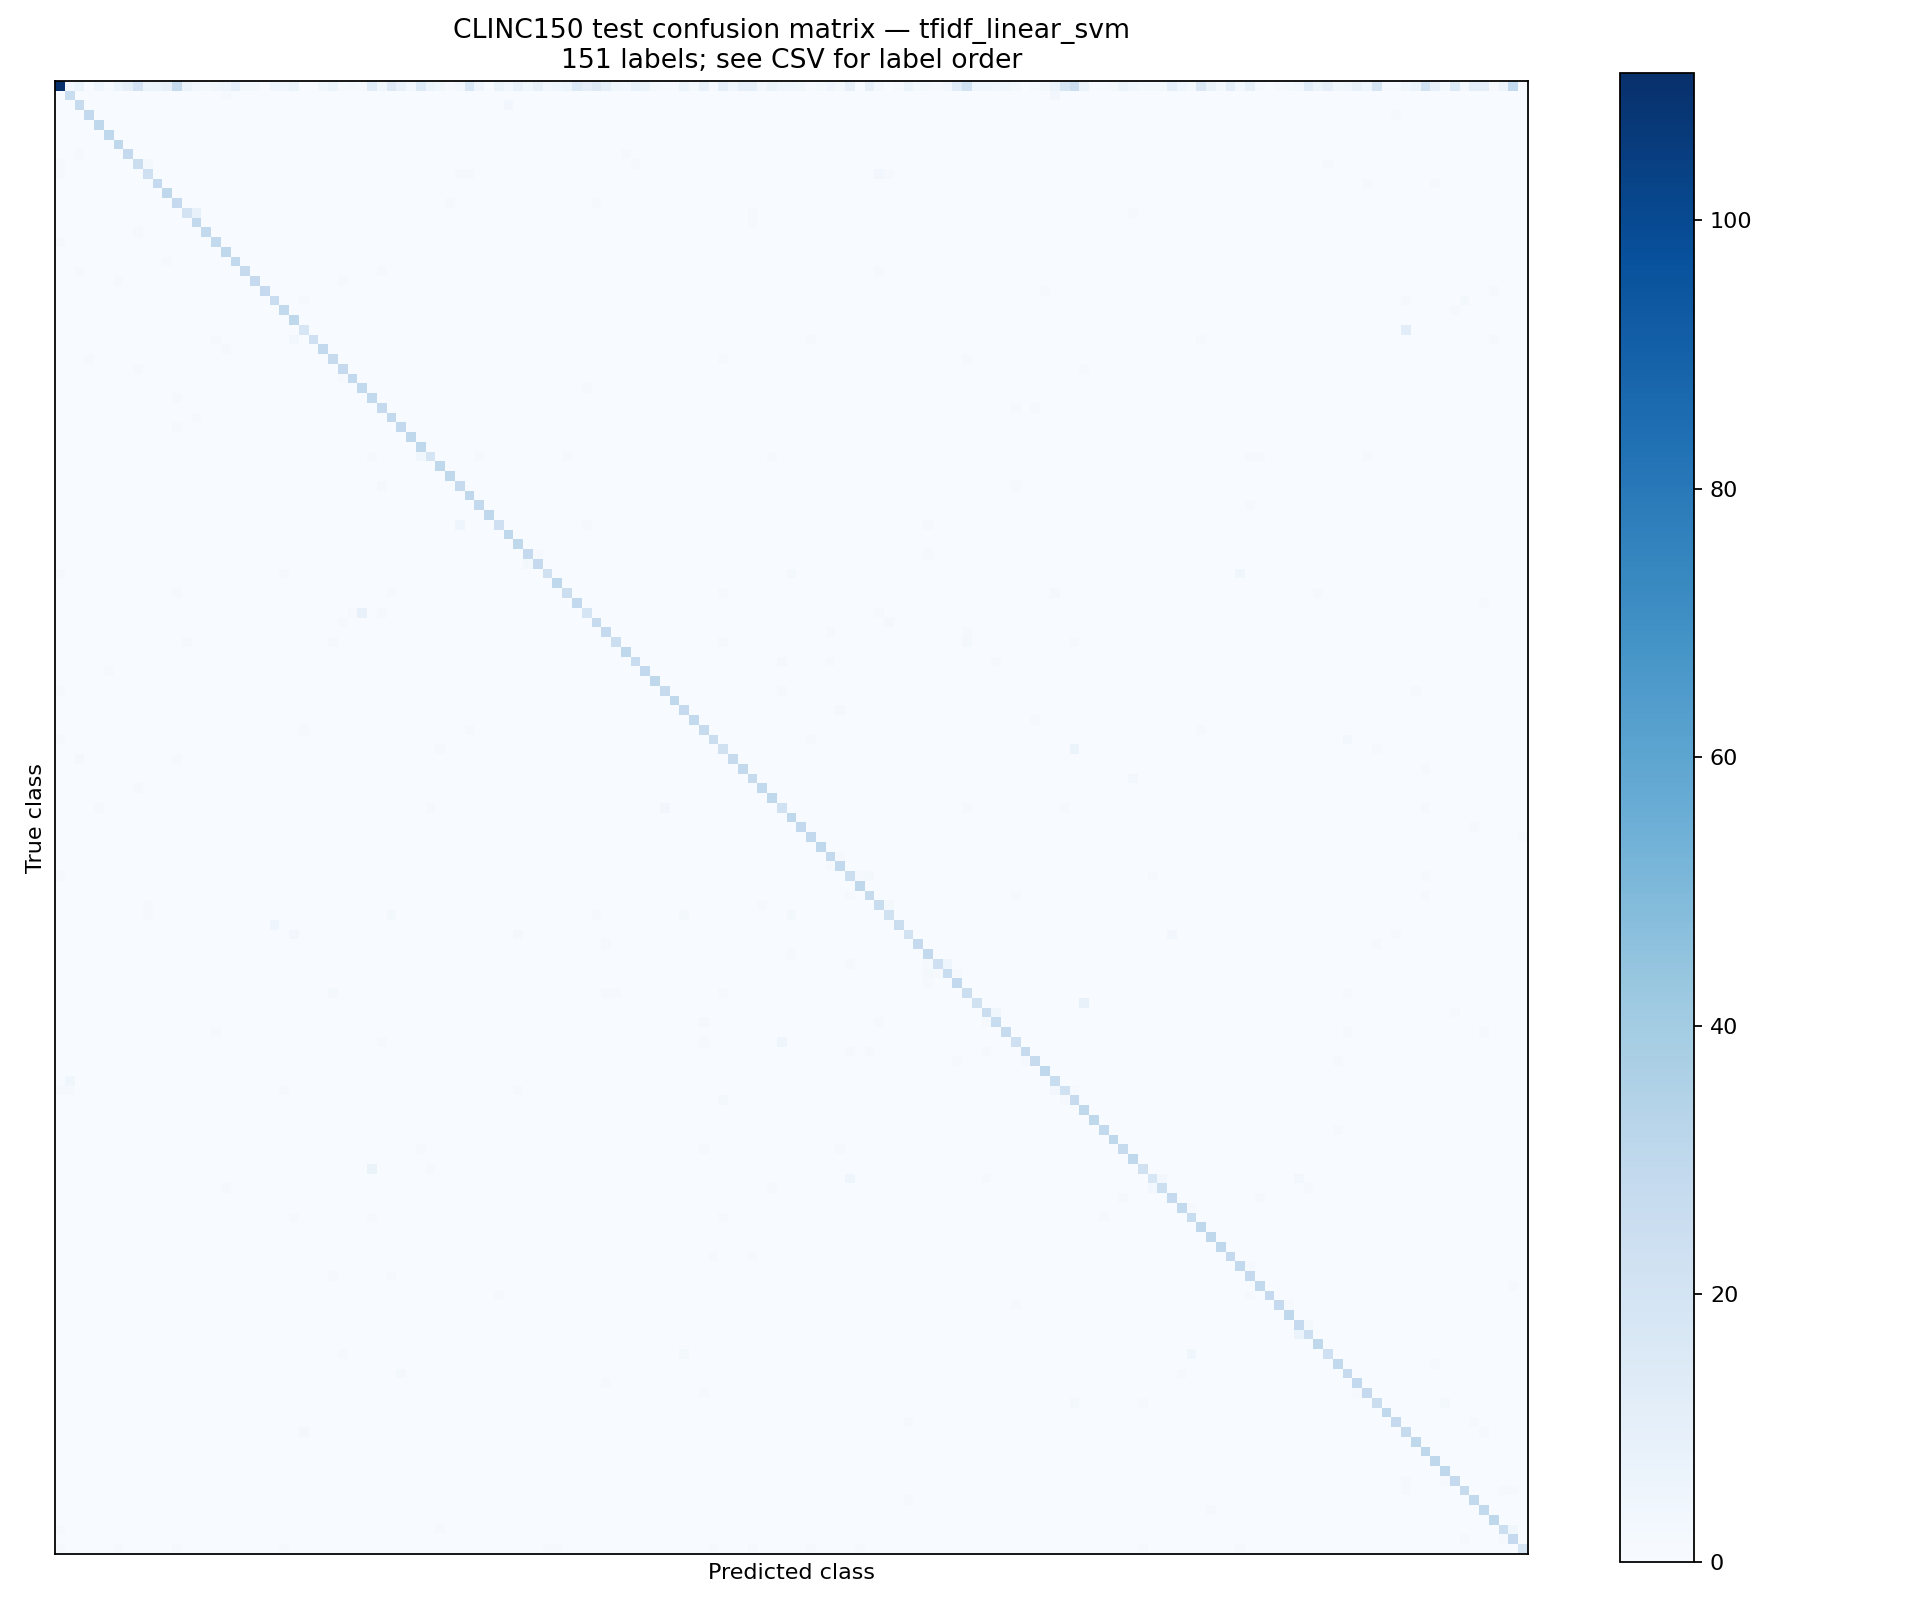 CLINC150 test confusion matrix — tfidf_linear_svm
151 labels; see CSV for label order
True class
Predicted class
100
80
60
40
20
0